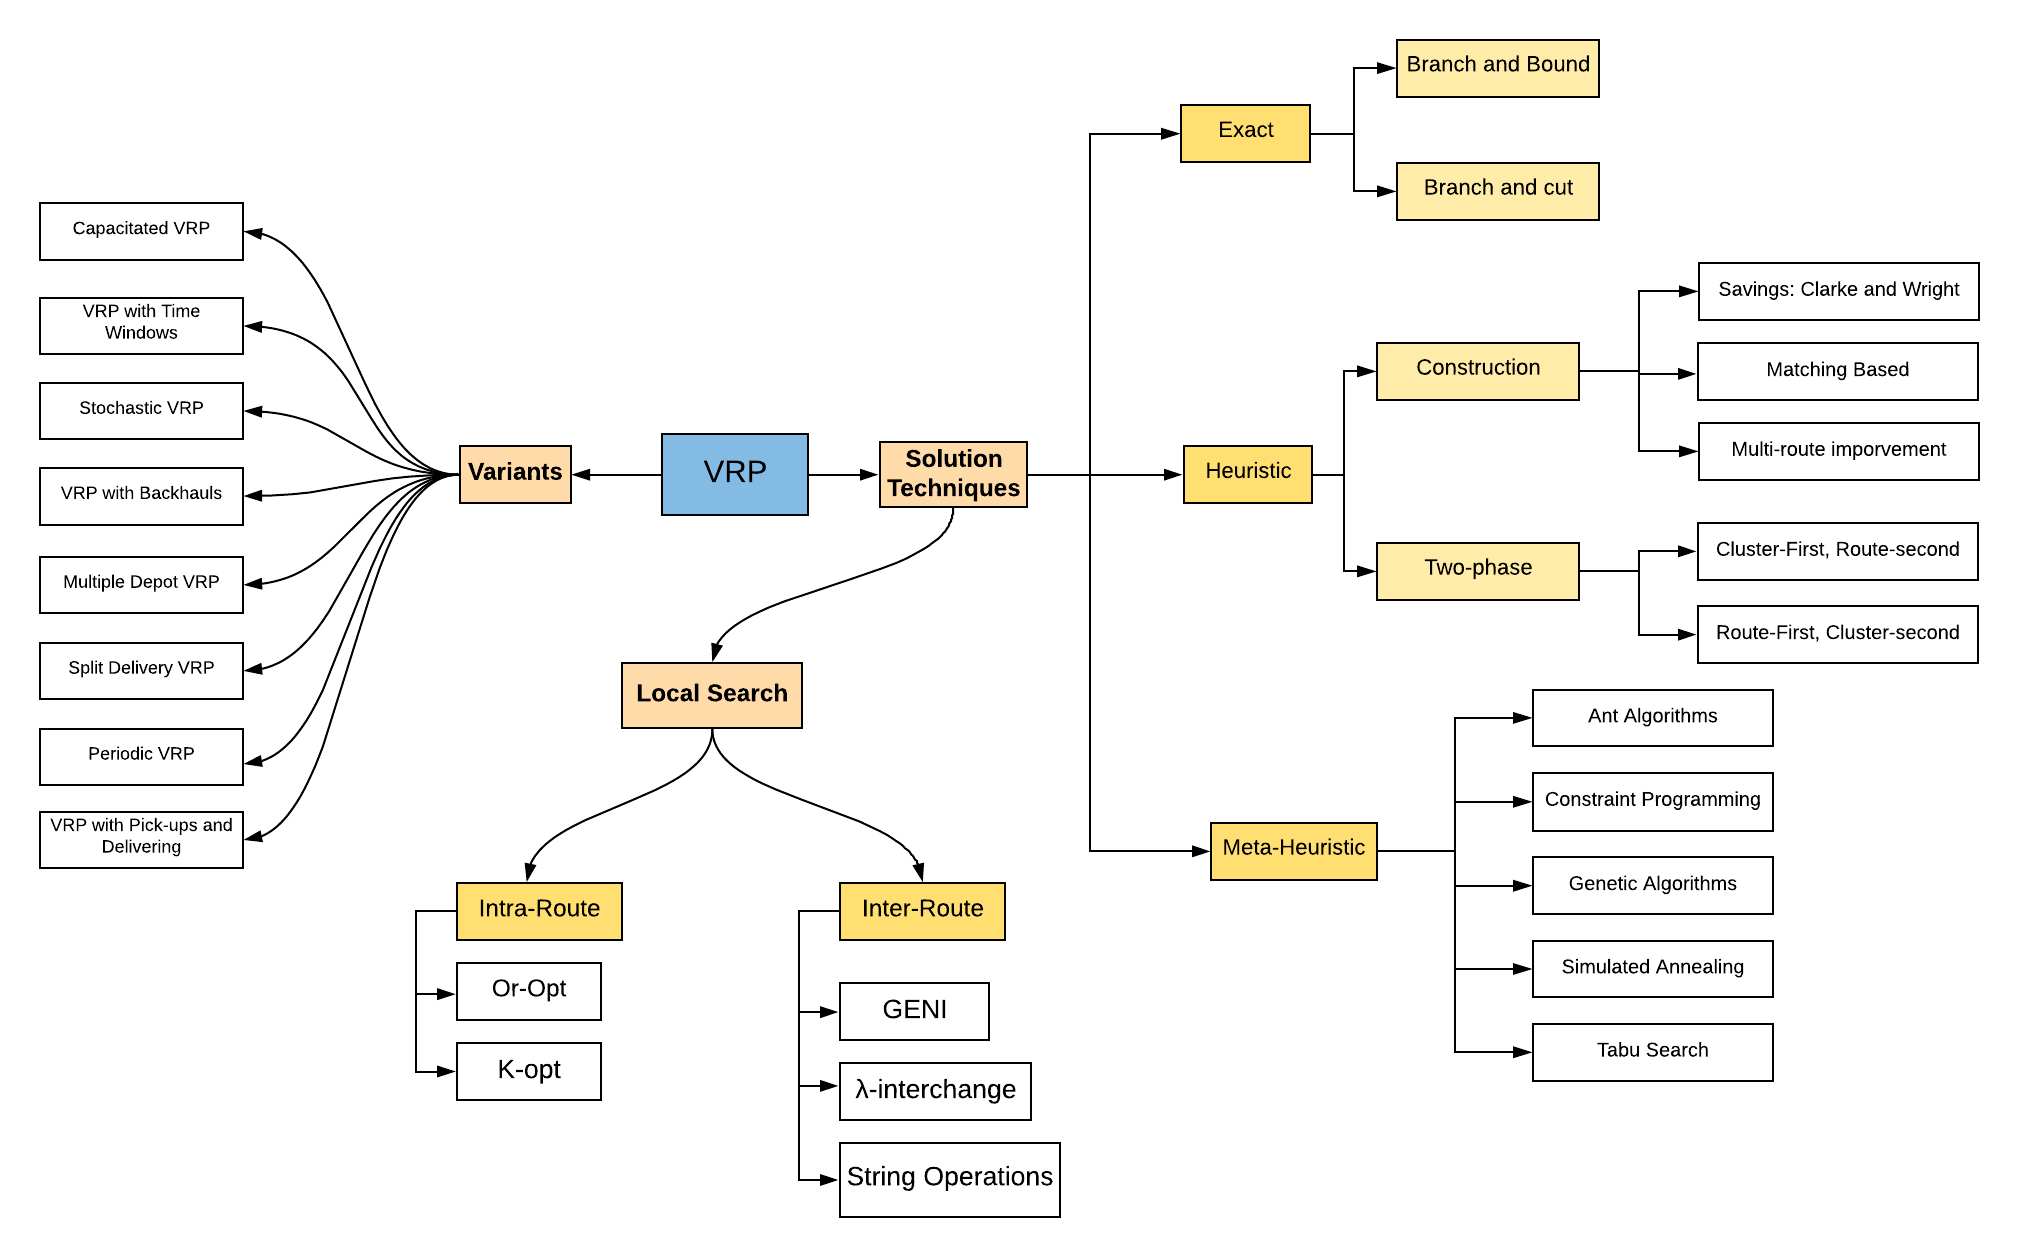 VRP
Variants
Capacitated VRP
VRP with Time
Windows
Stochastic VRP
VRP with Backhauls
Multiple Depot VRP
Split Delivery VRP
Periodic VRP
VRP with Pick-ups and
Delivering
Solution
Techniques
Exact
Branch and Bound
Branch and cut
Heuristic
Construction
Savings: Clarke and Wright
Matching Based
Multi-route imporvement
Two-phase
Cluster-First, Route-second
Route-First, Cluster-second
Meta-Heuristic
Ant Algorithms
Constraint Programming
Genetic Algorithms
Simulated Annealing
Tabu Search
Local Search
Intra-Route
Or-Opt
K-opt
Inter-Route
GENI
λ-interchange
String Operations